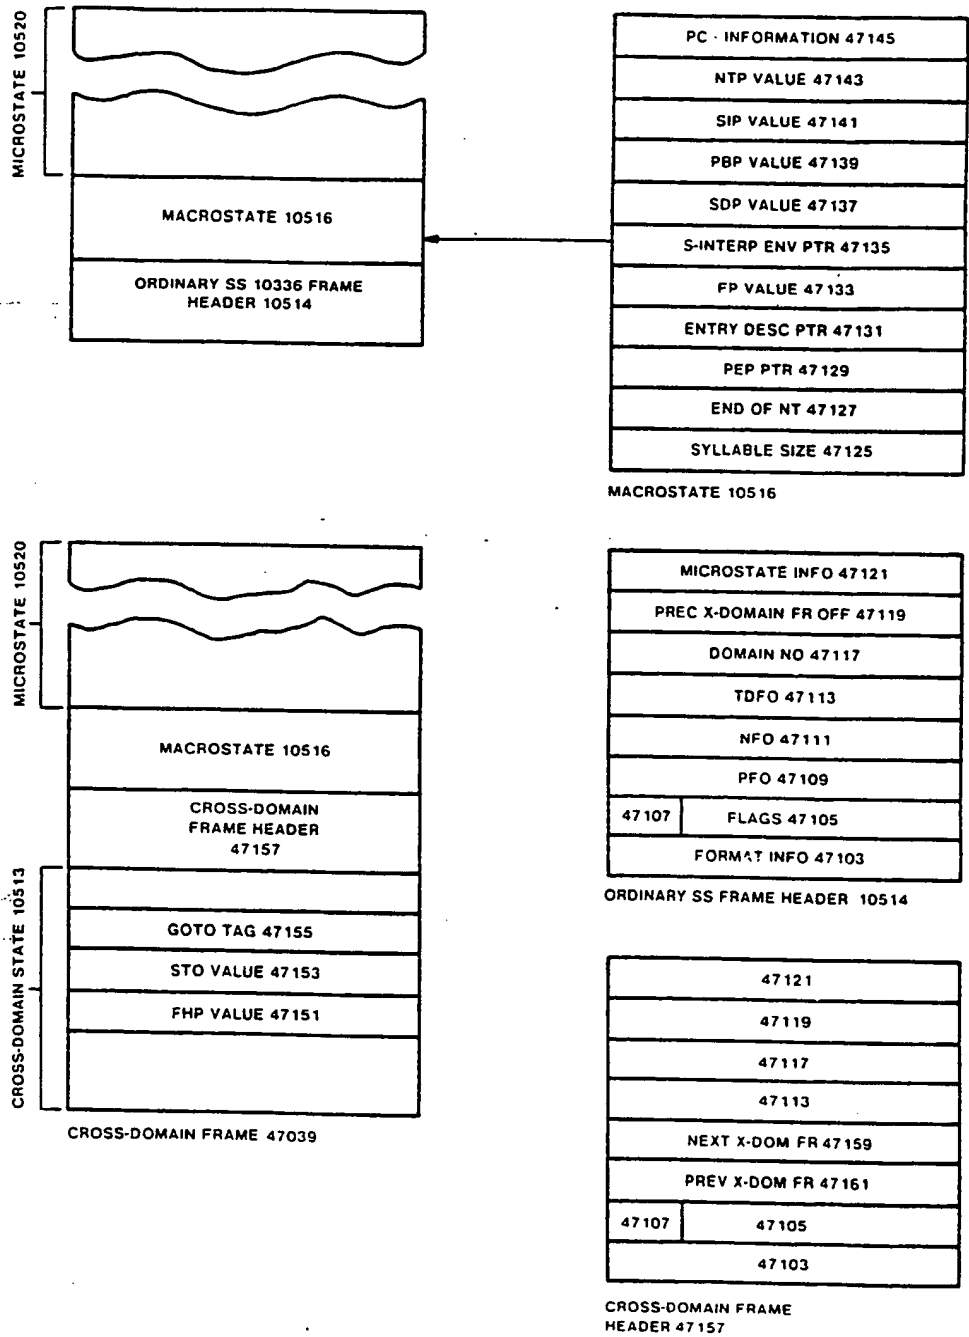 MICROSTATE 10520
MACROSTATE 10516
ORDINARY SS 10336 FRAME
HEADER 10514
PC - INFORMATION 47145
NTP VALUE 47143
SIP VALUE 47141
PBP VALUE 47139
SDP VALUE 47137
S-INTERP ENV PTR 47135
FP VALUE 47133
ENTRY DESC PTR 47131
PEP PTR 47129
END OF NT 47127
SYLLABLE SIZE 47125
MACROSTATE 10516
MICROSTATE 10520
MACROSTATE 10516
CROSS-DOMAIN
FRAME HEADER
47157
CROSS-DOMAIN STATE 10513
GOTO TAG 47155
STO VALUE 47153
FHP VALUE 47151
CROSS-DOMAIN FRAME 47039
MICROSTATE INFO 47121
PREC X-DOMAIN FR OFF 47119
DOMAIN NO 47117
TDFO 47113
NFO 47111
PFO 47109
47107 FLAGS 47105
FORMAT INFO 47103
ORDINARY SS FRAME HEADER 10514
47121
47119
47117
47113
NEXT X-DOM FR 47159
PREV X-DOM FR 47161
47107 47105
47103
CROSS-DOMAIN FRAME
HEADER 47157